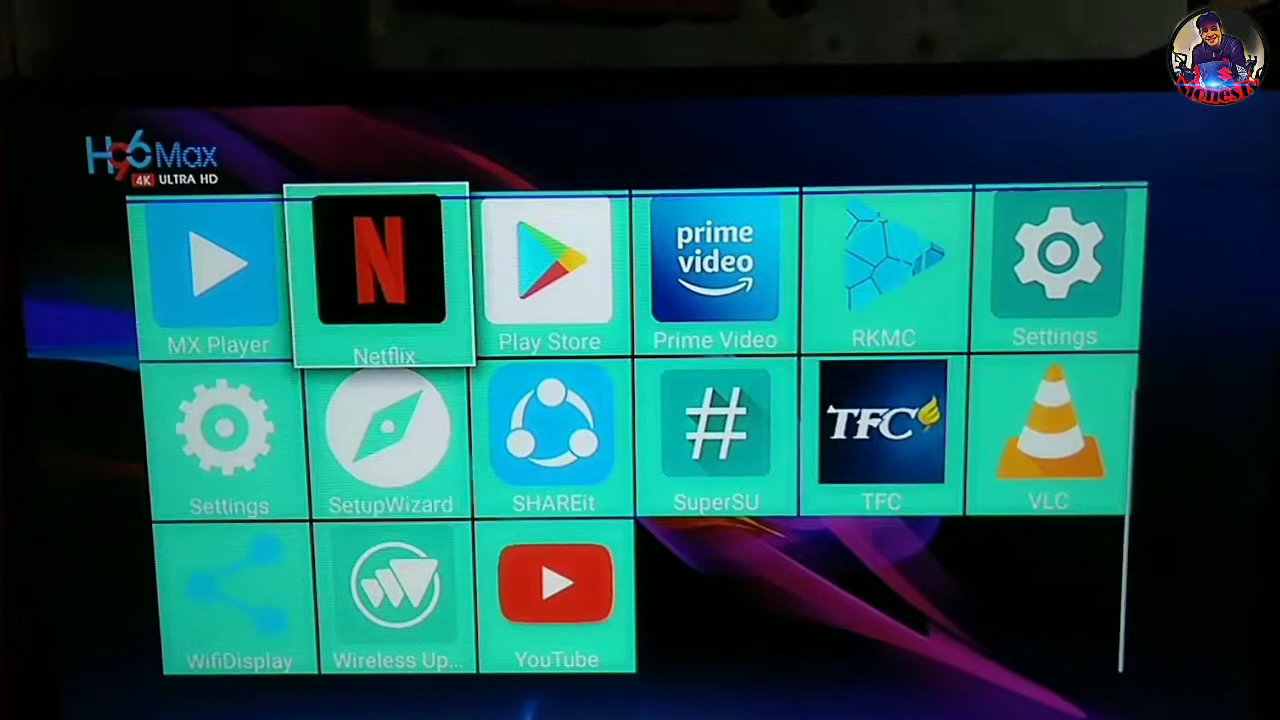 H96 Max
4K ULTRA HD
N
prime
video
MX Player
Netflix
Play Store
Prime Video
RKMC
Settings
#
TFC
Settings
SetupWizard
SHAREit
SuperSU
TFC
VLC
WifiDisplay
Wireless Up...
YouTube